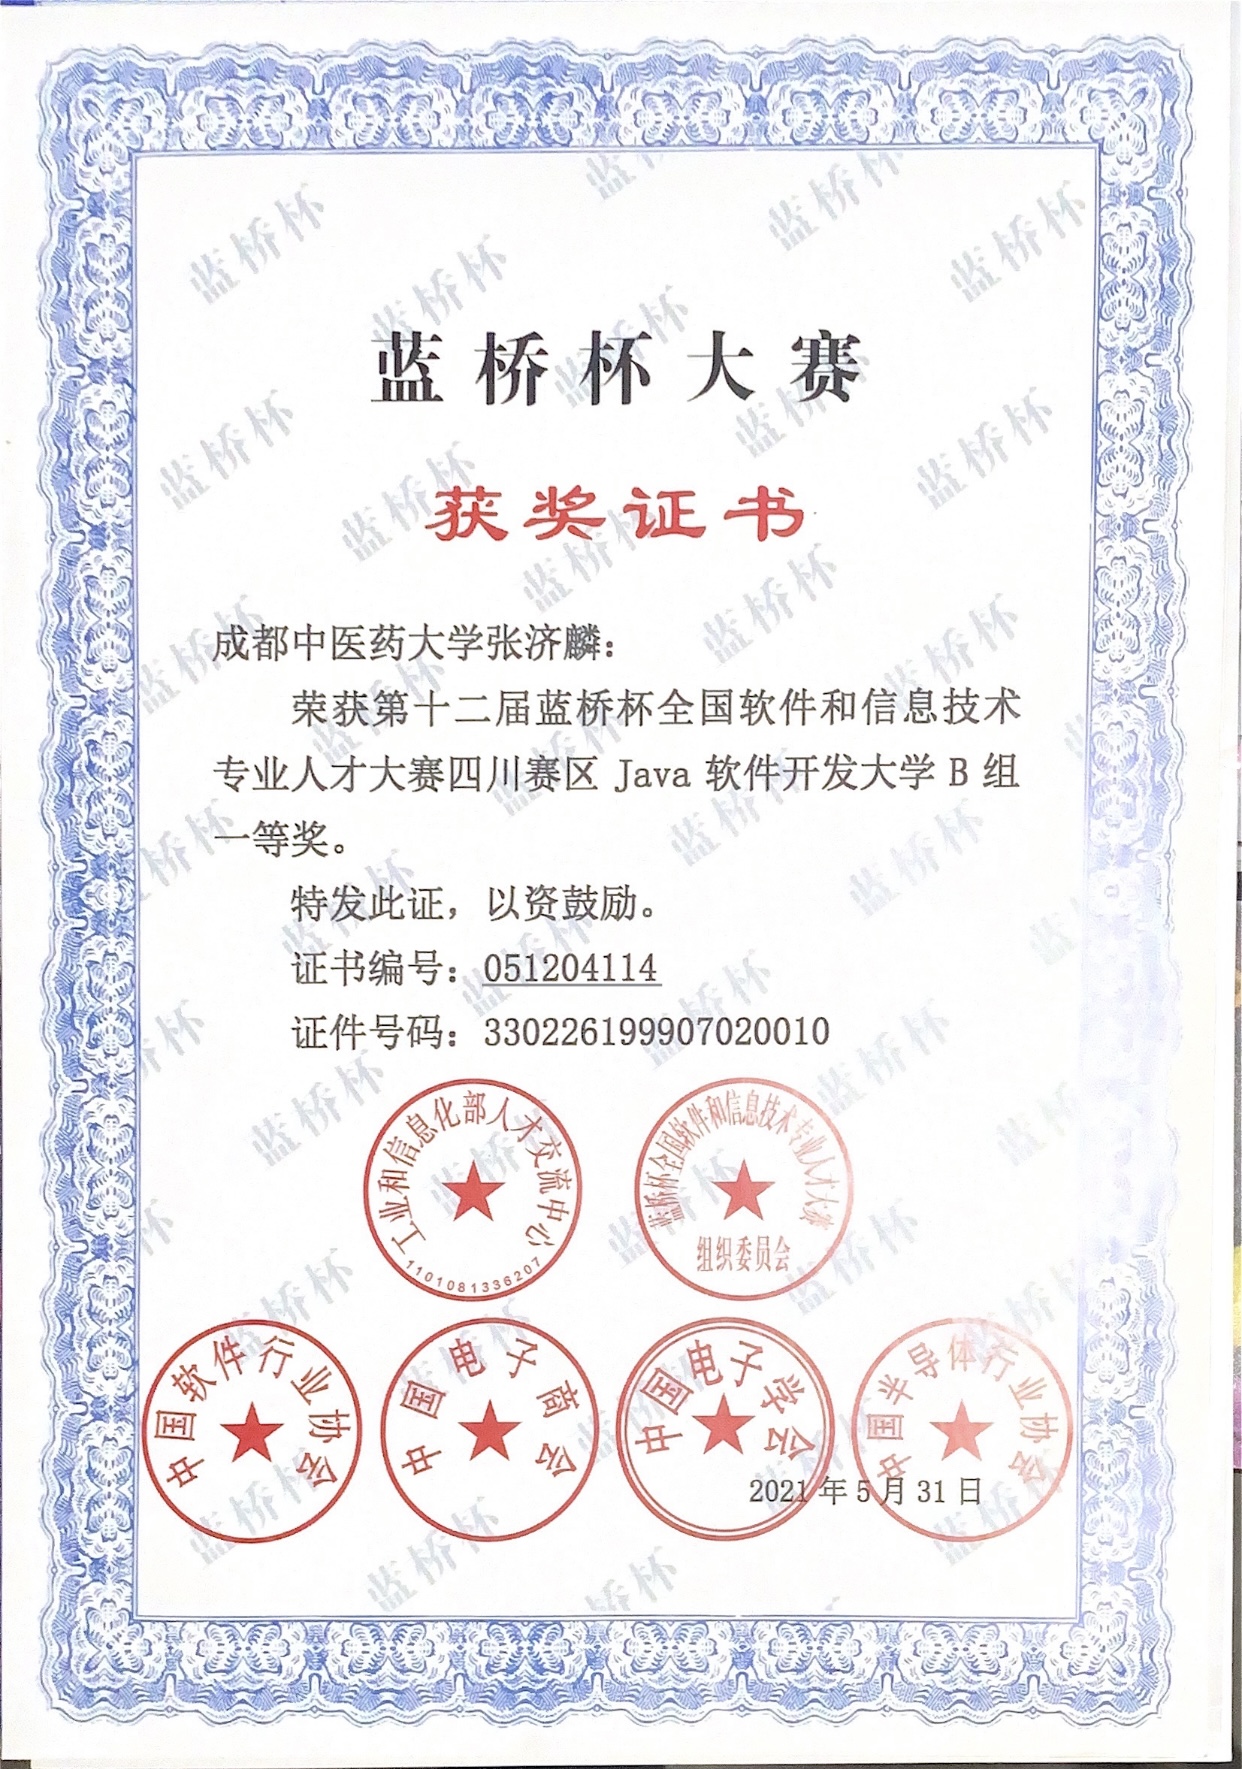 蓝桥杯大赛
获奖证书
成都中医药大学张济麟：
荣获第十二届蓝桥杯全国软件和信息技术
专业人才大赛四川赛区 Java 软件开发大学 B 组
一等奖。
特发此证，以资鼓励。
证书编号：051204114
证件号码：330226199907020010
工业和信息化部人才交流中心
1101081336207
蓝桥杯全国软件和信息技术专业人才大赛
组织委员会
中国软件行业协会
中国电子商会
中国电子学会
中国半导体行业协会
2021 年 5 月 31 日
蓝桥杯